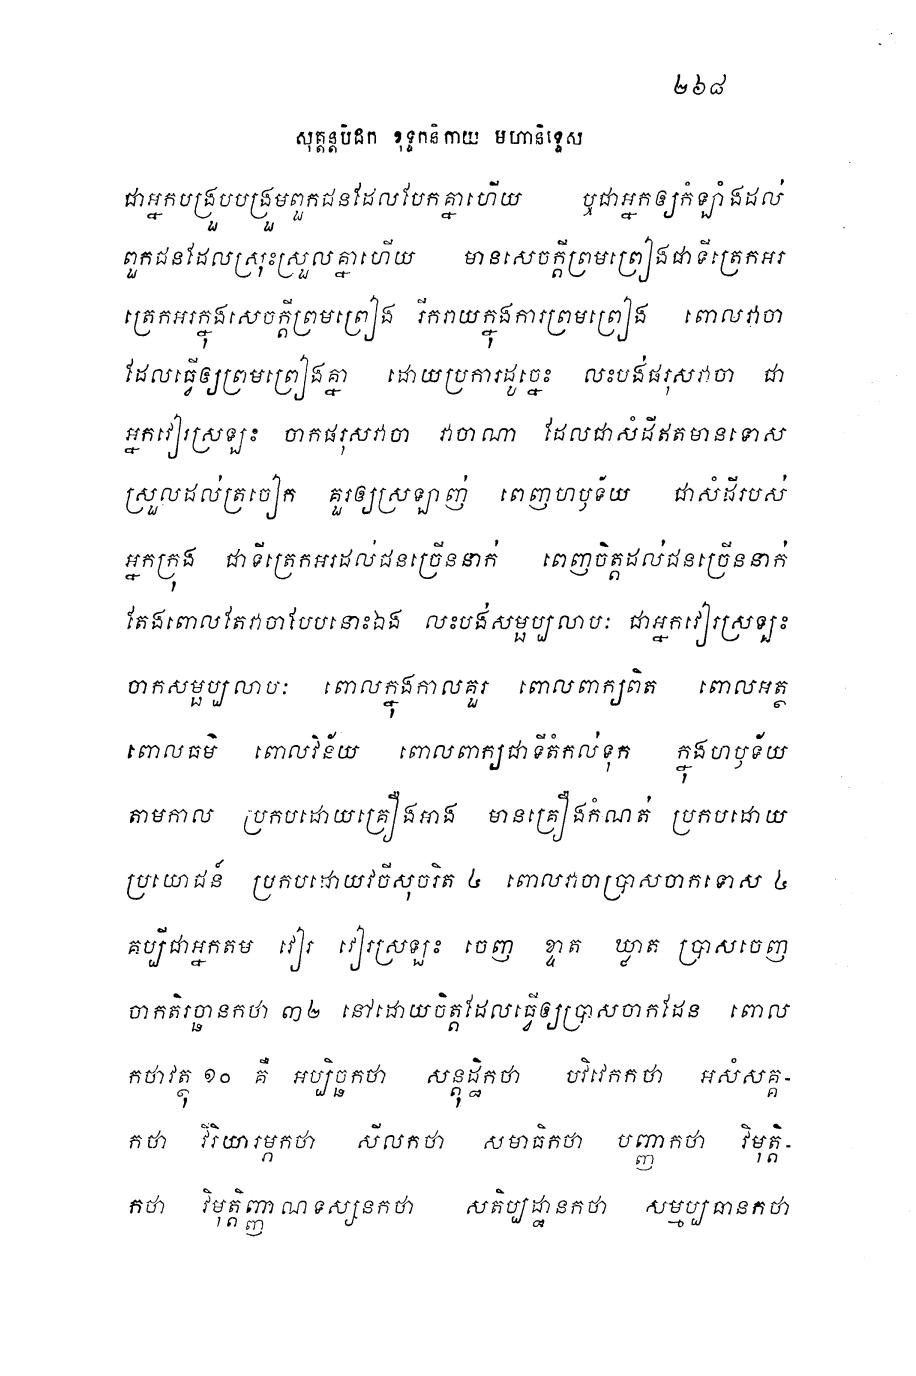 ២៦៨
សុត្តន្តបិដក ខុទ្ទកនិកាយ មហានិទ្ទេស
ជាអ្នកបង្រួបបង្រួមពួកជនដែលបែកគ្នាហើយ ឬជាអ្នកឲ្យកំឡាំងដល់
ពួកជនដែលស្រុះស្រួលគ្នាហើយ មានសេចក្តីព្រមព្រៀងជាទីត្រេកអរ
ត្រេកអរក្នុងសេចក្តីព្រមព្រៀង រីករាយក្នុងការព្រមព្រៀង ពោលវាចា
ដែលធ្វើឲ្យព្រមព្រៀងគ្នា ដោយប្រការដូច្នេះ លះបង់ផរុសវាចា ជា
អ្នកវៀរស្រឡះ ចាកផរុសវាចា វាចាណា ដែលជាសំដីឥតមានទោស
ស្រួលដល់ត្រចៀក គួរឲ្យស្រឡាញ់ ពេញហឫទ័យ ជាសំដីរបស់
អ្នកក្រុង ជាទីត្រេកអរដល់ជនច្រើននាក់ ពេញចិត្តដល់ជនច្រើននាក់
តែងពោលតែវាចាបែបនោះឯង លះបង់សម្ផប្បលាបៈ ជាអ្នកវៀរស្រឡះ
ចាកសម្ផប្បលាបៈ ពោលក្នុងកាលគួរ ពោលពាក្យពិត ពោលអត្ថ
ពោលធម៌ ពោលវិន័យ ពោលពាក្យជាទីតំកល់ទុក ក្នុងហឫទ័យ
តាមកាល ប្រកបដោយគ្រឿងអាង មានគ្រឿងកំណត់ ប្រកបដោយ
ប្រយោជន៍ ប្រកបដោយវចីសុចរិត ៤ ពោលវាចាប្រាសចាកទោស ៤
គប្បីជាអ្នកតម វៀរ វៀរស្រឡះ ចេញ ខ្ចាត ឃ្លាត ប្រាសចេញ
ចាកតិរច្ឆានកថា ៣២ នៅដោយចិត្តដែលធ្វើឲ្យប្រាសចាកដែន ពោល
កថាវត្ថុ ១០ គឺ អប្បិច្ឆកថា សន្តុដ្ឋិកថា បវិវេកកថា អសំសគ្គ-
កថា វីរិយារម្ភកថា សីលកថា សមាធិកថា បញ្ញាកថា វិមុត្តិ-
កថា វិមុត្តិញ្ញាណទស្សនកថា សតិប្បដ្ឋានកថា សម្មប្បធានកថា